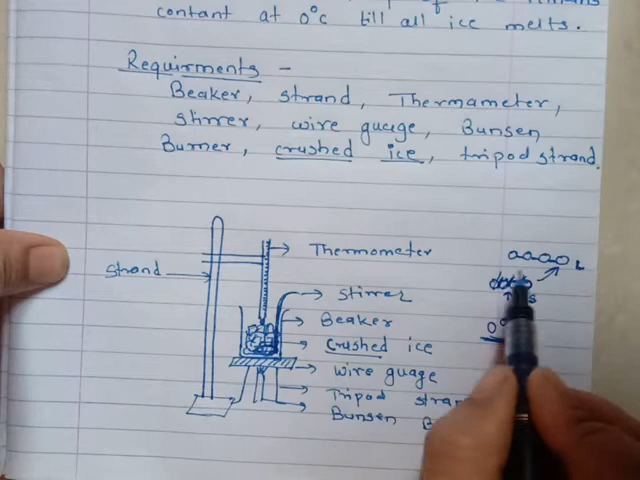 contant at 0°c till all ice melts.
Requirments -
Beaker, strand, Thermameter,
stirrer, wire guage, Bunsen
Burner, crushed ice, tripod strand.
Thermometer
strand
stirrer
Beaker
crushed ice
wire guage
Tripod stran
Bunsen B